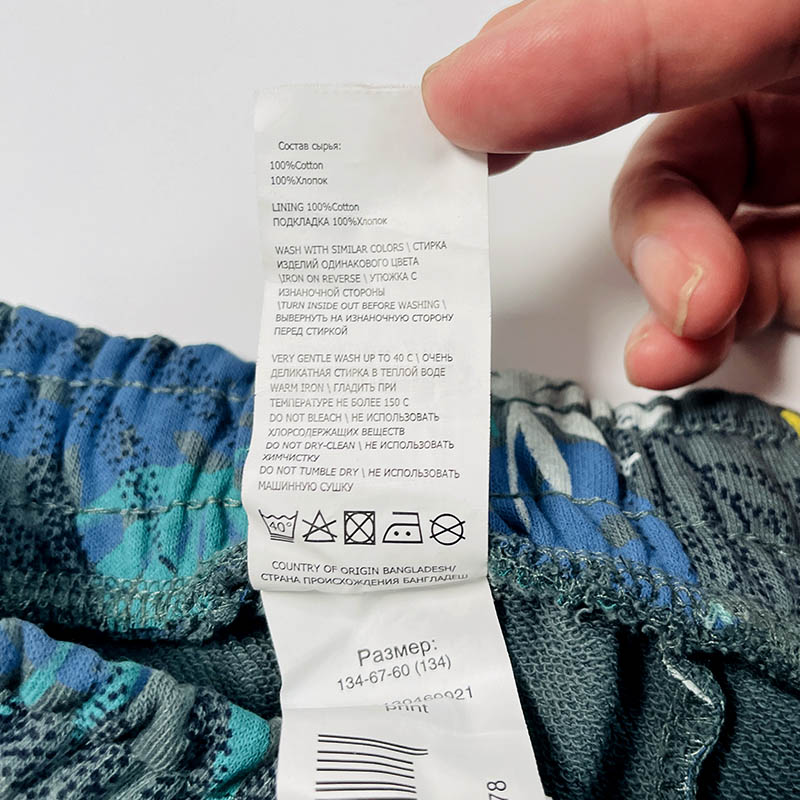 Состав сырья:
100%Cotton
100%Хлопок
LINING 100%Cotton
ПОДКЛАДКА 100%Хлопок
WASH WITH SIMILAR COLORS \ СТИРКА
ИЗДЕЛИЙ ОДИНАКОВОГО ЦВЕТА
\IRON ON REVERSE \ УТЮЖКА С
ИЗНАНОЧНОЙ СТОРОНЫ
\TURN INSIDE OUT BEFORE WASHING \
ВЫВЕРНУТЬ НА ИЗНАНОЧНУЮ СТОРОНУ
ПЕРЕД СТИРКОЙ
VERY GENTLE WASH UP TO 40 C \ ОЧЕНЬ
ДЕЛИКАТНАЯ СТИРКА В ТЕПЛОЙ ВОДЕ
WARM IRON \ ГЛАДИТЬ ПРИ
ТЕМПЕРАТУРЕ НЕ БОЛЕЕ 150 С
DO NOT BLEACH \ НЕ ИСПОЛЬЗОВАТЬ
ХЛОРСОДЕРЖАЩИХ ВЕЩЕСТВ
DO NOT DRY-CLEAN \ НЕ ИСПОЛЬЗОВАТЬ
ХИМЧИСТКУ
DO NOT TUMBLE DRY \ НЕ ИСПОЛЬЗОВАТЬ
МАШИННУЮ СУШКУ
40°
COUNTRY OF ORIGIN BANGLADESH/
СТРАНА ПРОИСХОЖДЕНИЯ БАНГЛАДЕШ
Размер:
134-67-60 (134)
print
78